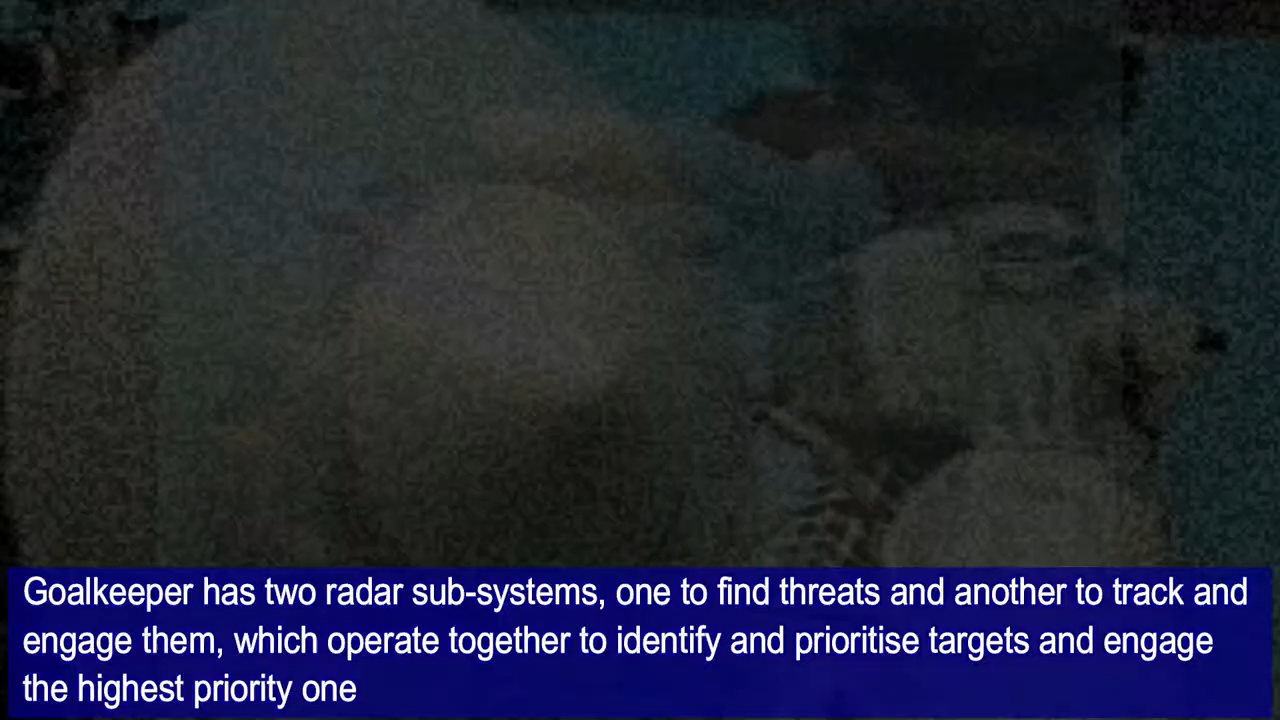 Goalkeeper has two radar sub-systems, one to find threats and another to track and
engage them, which operate together to identify and prioritise targets and engage
the highest priority one